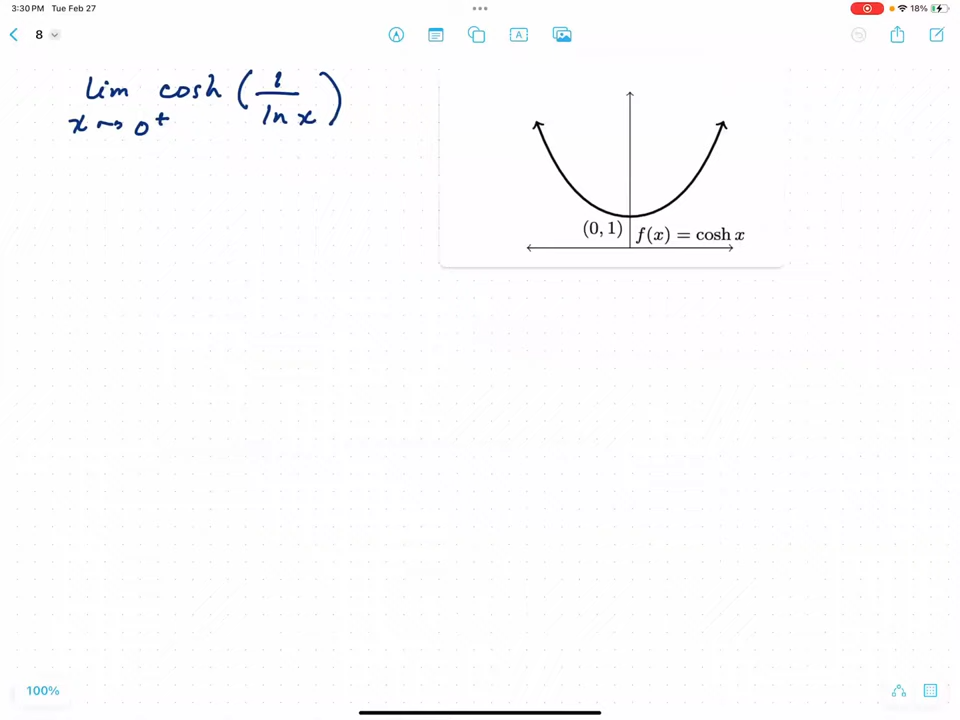 3:30 PM Tue Feb 27
18%
8
A
lim cosh (1/ln x)
x → 0⁺
(0, 1)
f(x) = cosh x
100%